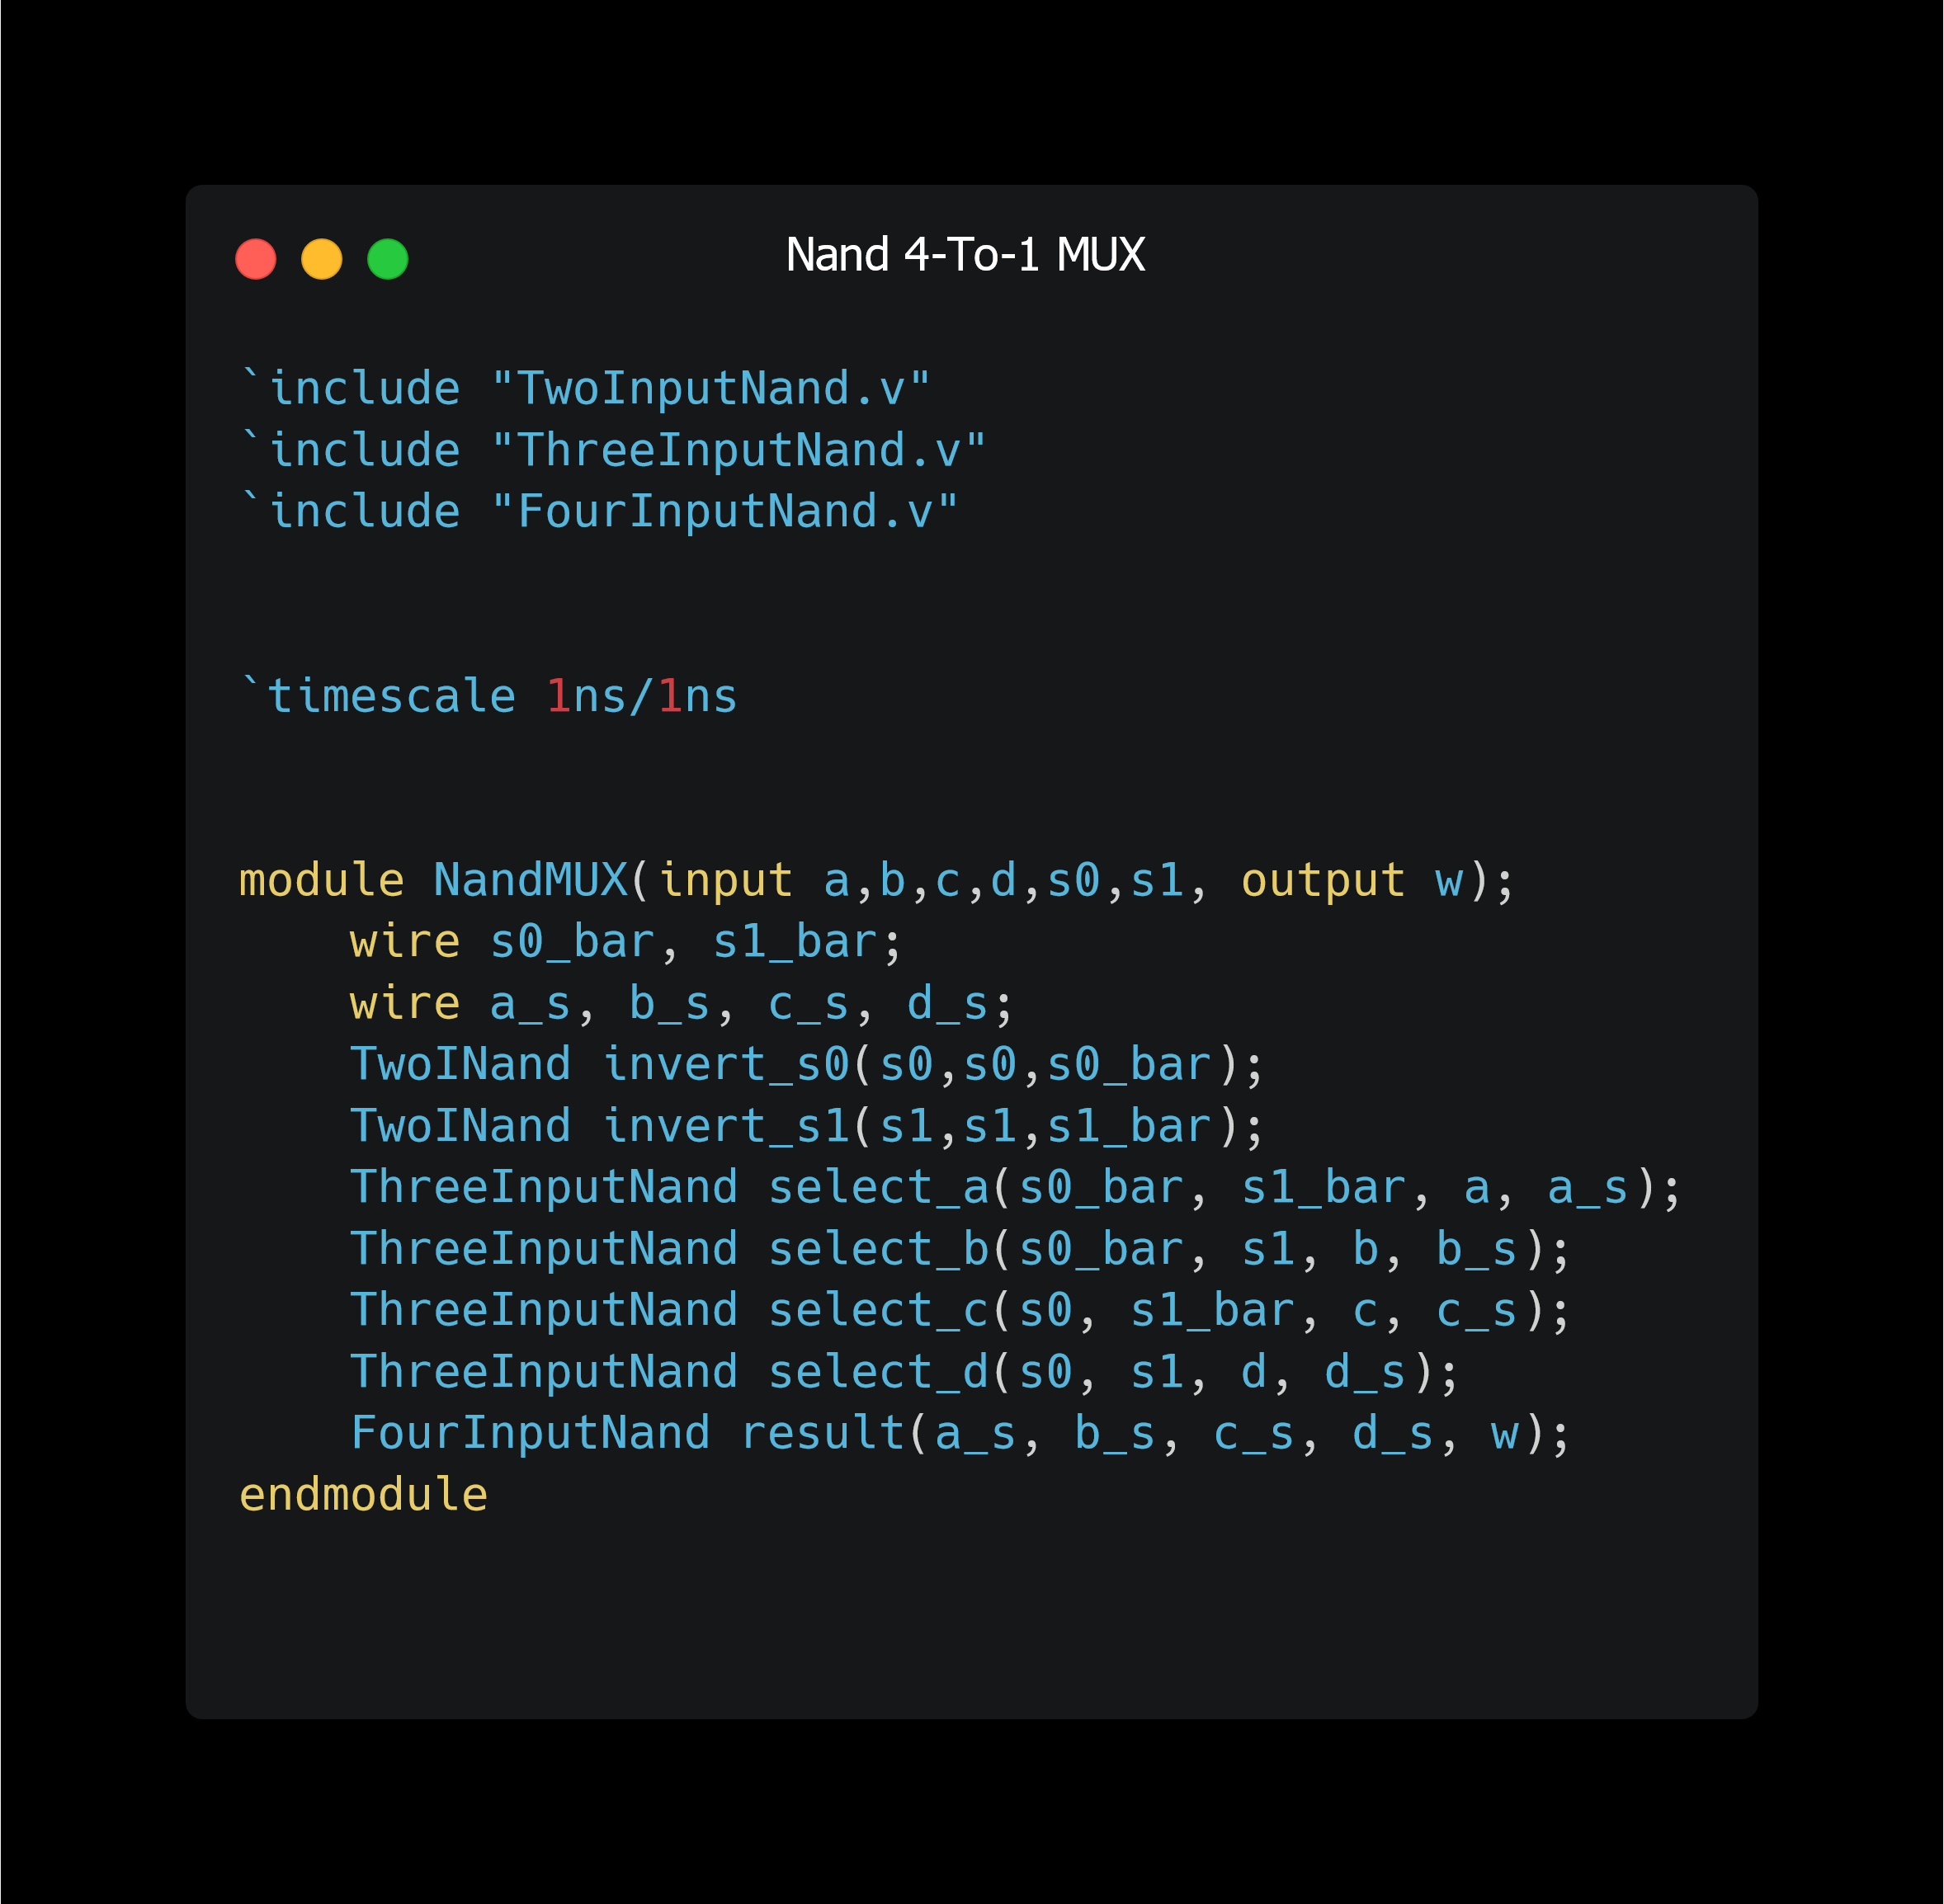 Nand 4-To-1 MUX
`include "TwoInputNand.v"
`include "ThreeInputNand.v"
`include "FourInputNand.v"
`timescale 1ns/1ns
module NandMUX(input a,b,c,d,s0,s1, output w);
    wire s0_bar, s1_bar;
    wire a_s, b_s, c_s, d_s;
    TwoINand invert_s0(s0,s0,s0_bar);
    TwoINand invert_s1(s1,s1,s1_bar);
    ThreeInputNand select_a(s0_bar, s1_bar, a, a_s);
    ThreeInputNand select_b(s0_bar, s1, b, b_s);
    ThreeInputNand select_c(s0, s1_bar, c, c_s);
    ThreeInputNand select_d(s0, s1, d, d_s);
    FourInputNand result(a_s, b_s, c_s, d_s, w);
endmodule